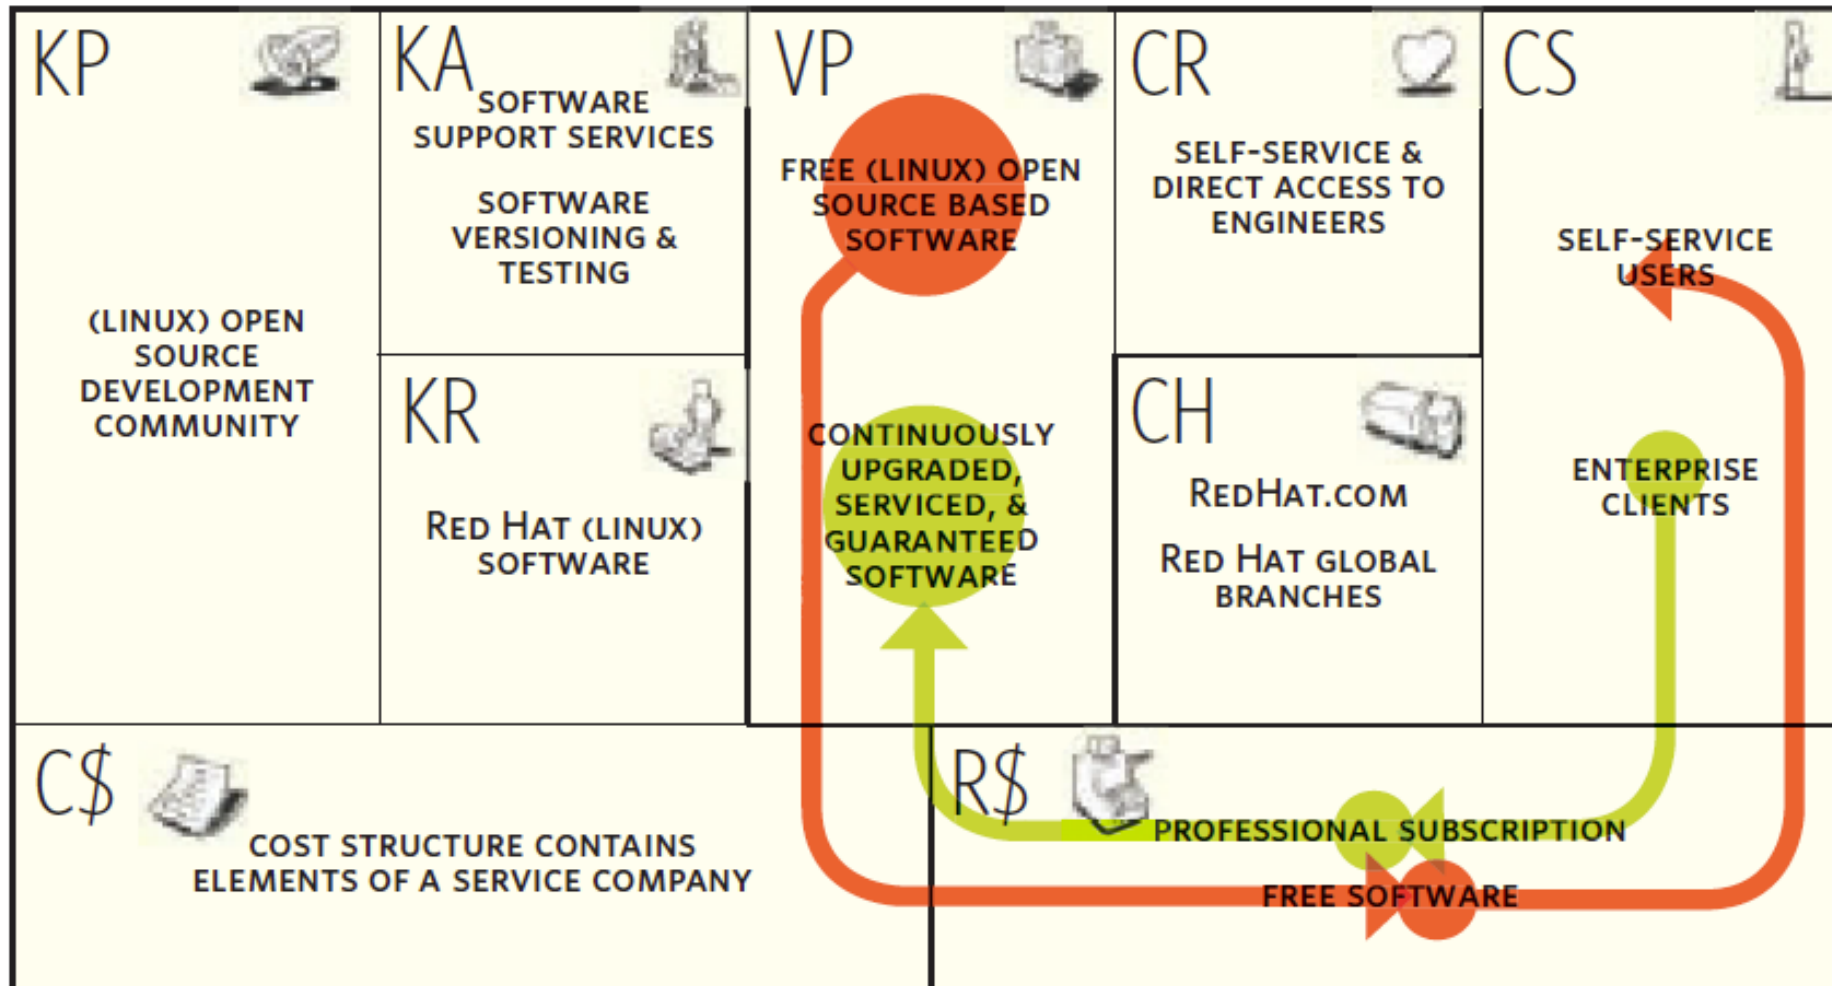 KP
(LINUX) OPEN
SOURCE
DEVELOPMENT
COMMUNITY
KA
SOFTWARE
SUPPORT SERVICES
SOFTWARE
VERSIONING &
TESTING
KR
RED HAT (LINUX)
SOFTWARE
VP
FREE (LINUX) OPEN
SOURCE BASED
SOFTWARE
CONTINUOUSLY
UPGRADED,
SERVICED, &
GUARANTEED
SOFTWARE
CR
SELF-SERVICE &
DIRECT ACCESS TO
ENGINEERS
CH
REDHAT.COM
RED HAT GLOBAL
BRANCHES
CS
SELF-SERVICE
USERS
ENTERPRISE
CLIENTS
C$
COST STRUCTURE CONTAINS
ELEMENTS OF A SERVICE COMPANY
R$
PROFESSIONAL SUBSCRIPTION
FREE SOFTWARE